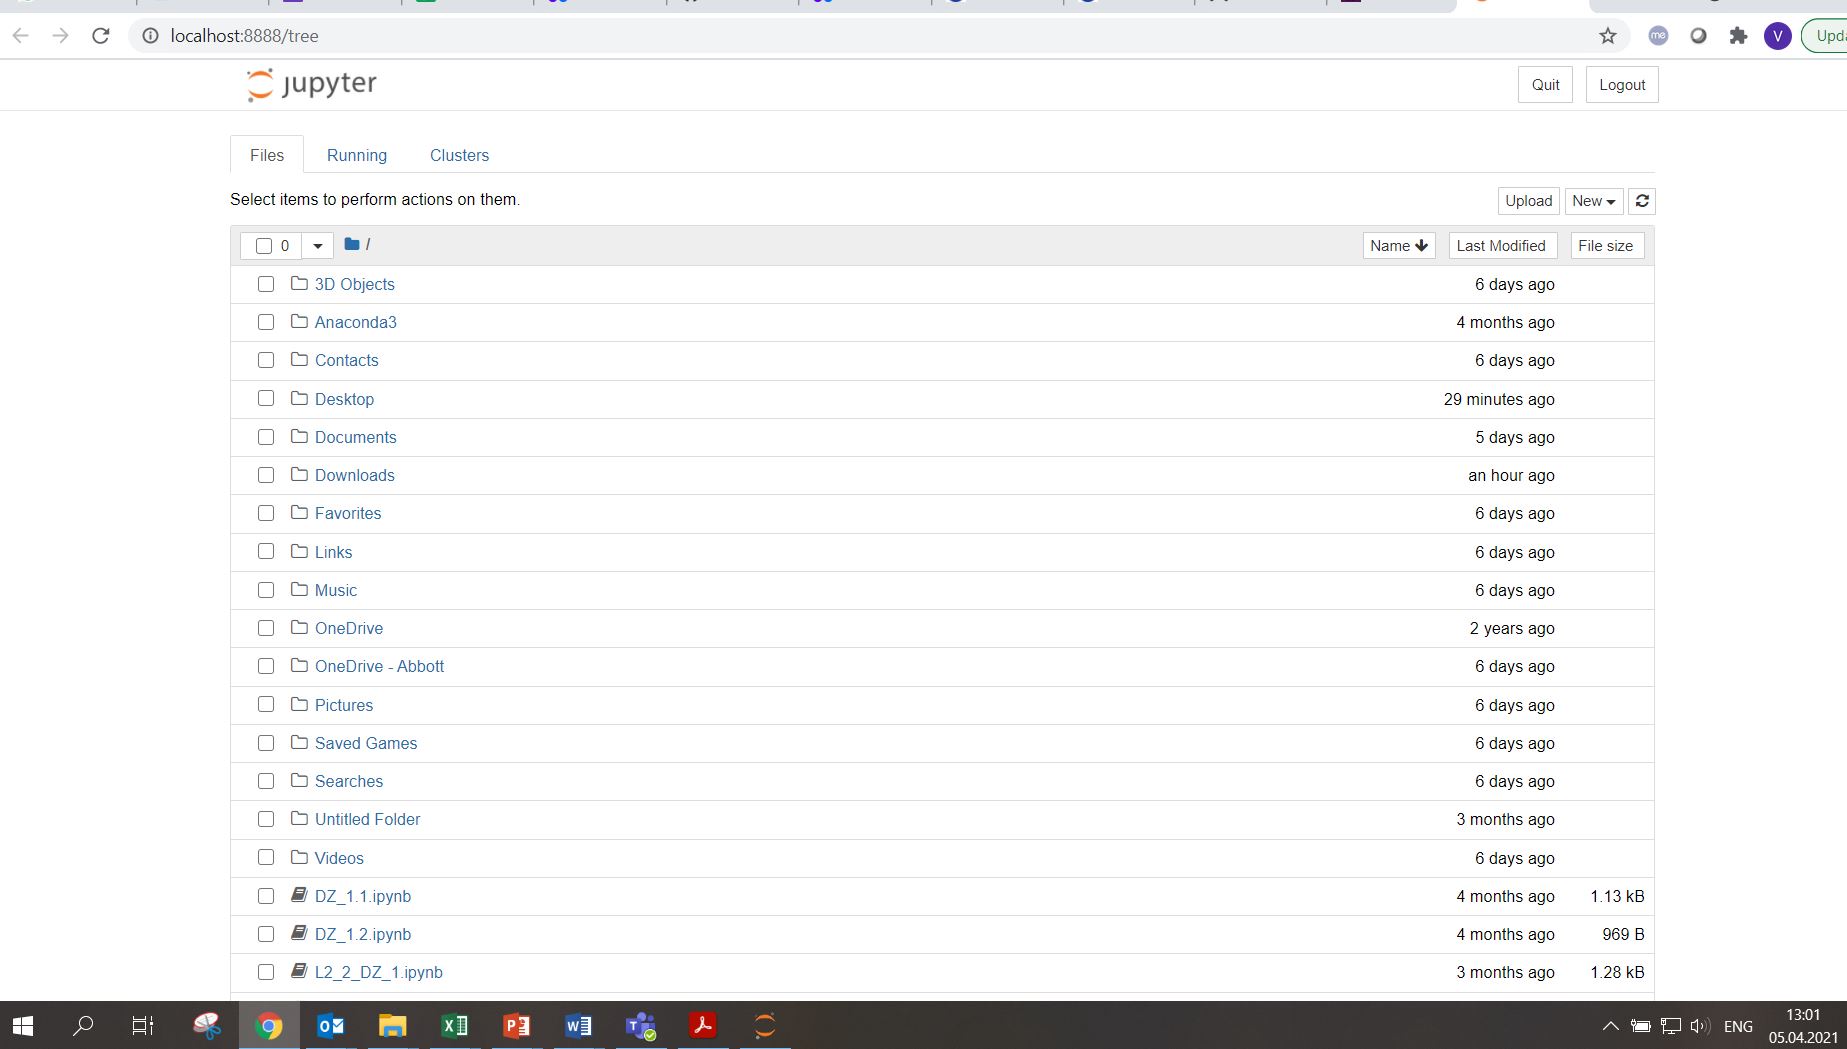 localhost:8888/tree
me
V
Upda
jupyter
Quit
Logout
Files
Running
Clusters
Select items to perform actions on them.
Upload
New
0
/
Name
Last Modified
File size
3D Objects 6 days ago
Anaconda3 4 months ago
Contacts 6 days ago
Desktop 29 minutes ago
Documents 5 days ago
Downloads an hour ago
Favorites 6 days ago
Links 6 days ago
Music 6 days ago
OneDrive 2 years ago
OneDrive - Abbott 6 days ago
Pictures 6 days ago
Saved Games 6 days ago
Searches 6 days ago
Untitled Folder 3 months ago
Videos 6 days ago
DZ_1.1.ipynb 4 months ago 1.13 kB
DZ_1.2.ipynb 4 months ago 969 B
L2_2_DZ_1.ipynb 3 months ago 1.28 kB
ENG
13:01
05.04.2021